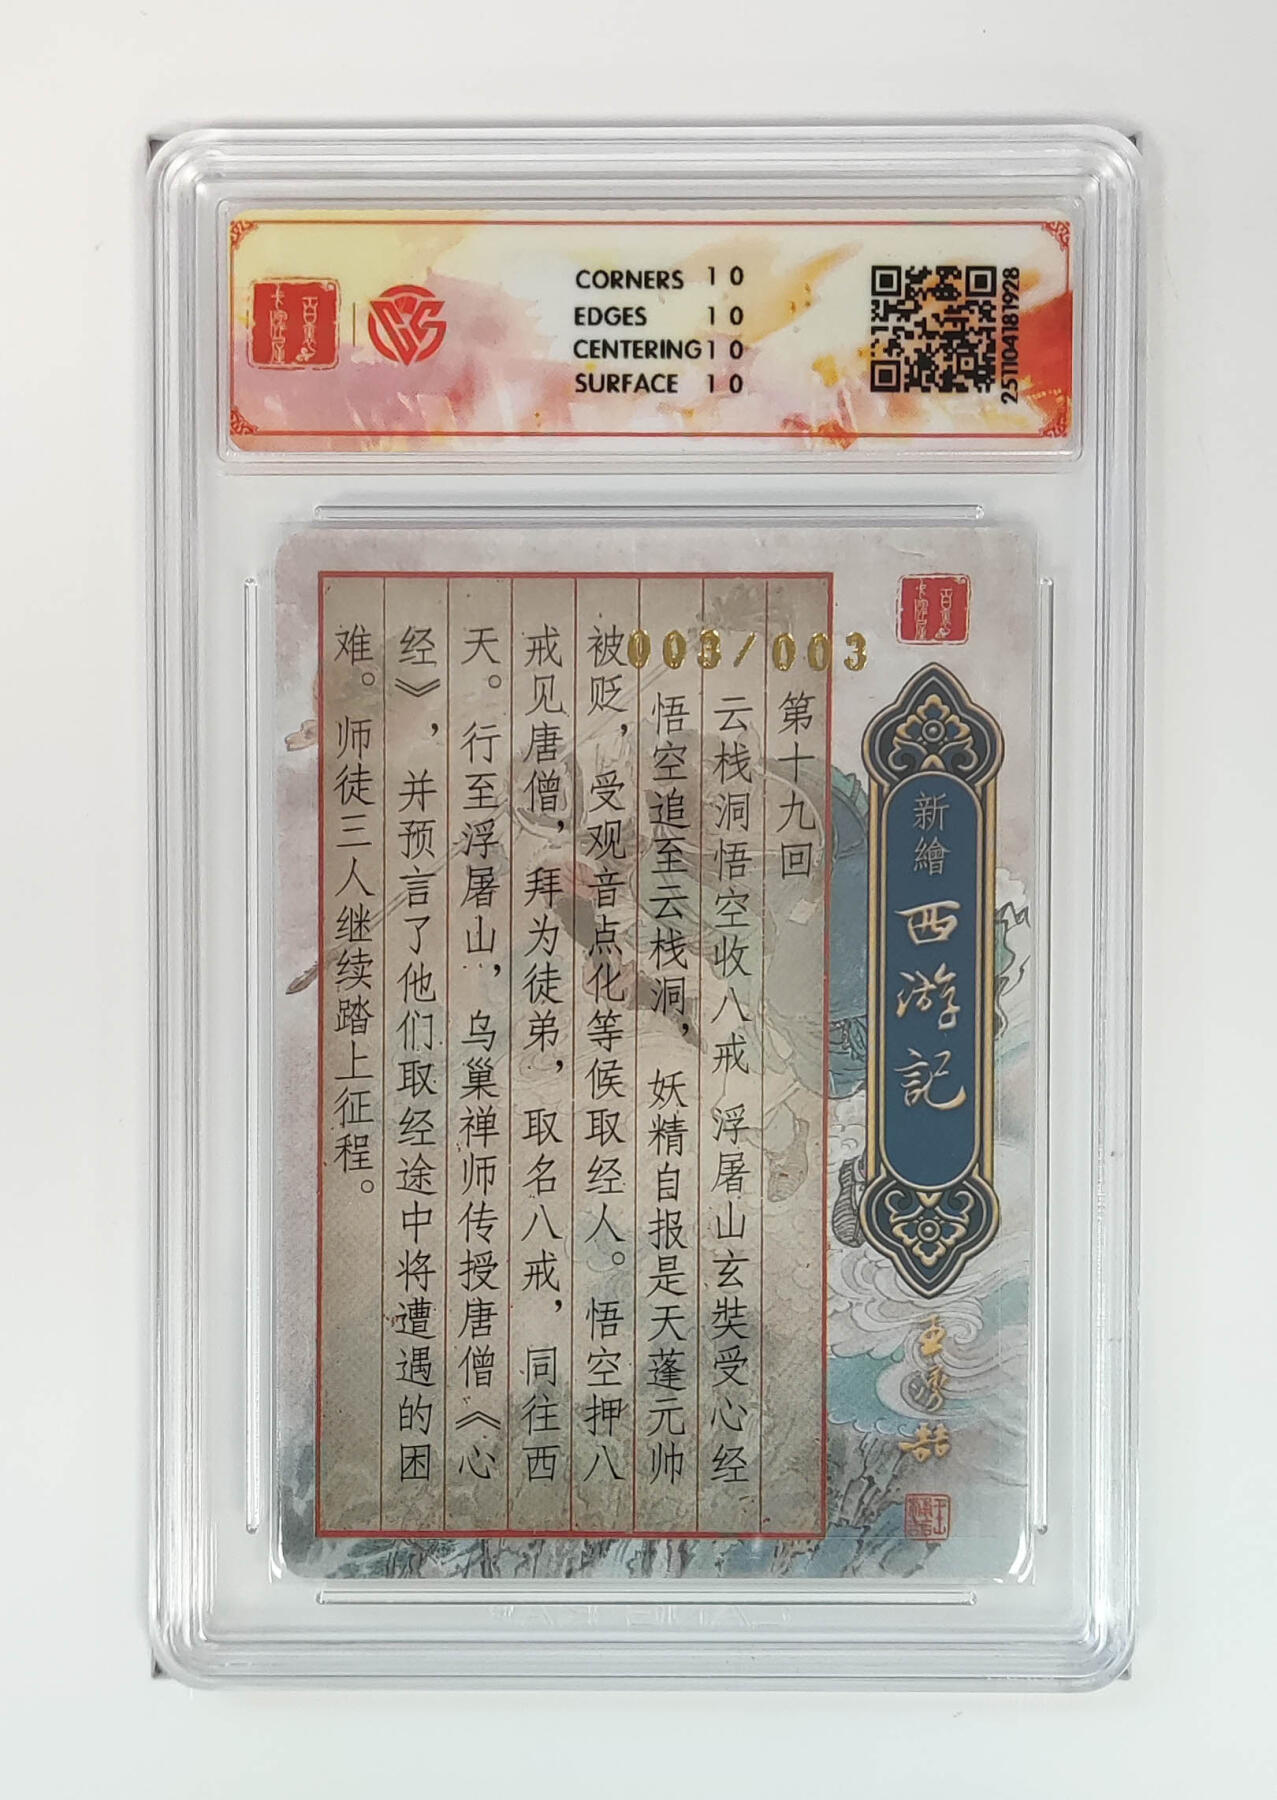 CORNERS 10
EDGES 10
CENTERING 10
SURFACE 10
251104181928
003/003
第十九回
云栈洞悟空收八戒 浮屠山玄奘受心经
悟空追至云栈洞，妖精自报是天蓬元帅
被贬，受观音点化等候取经人。悟空押八
戒见唐僧，拜为徒弟，取名八戒，同往西
天。行至浮屠山，乌巢禅师传授唐僧《心
经》，并预言了他们取经途中将遭遇的困
难。师徒三人继续踏上征程。
新繪
西游記